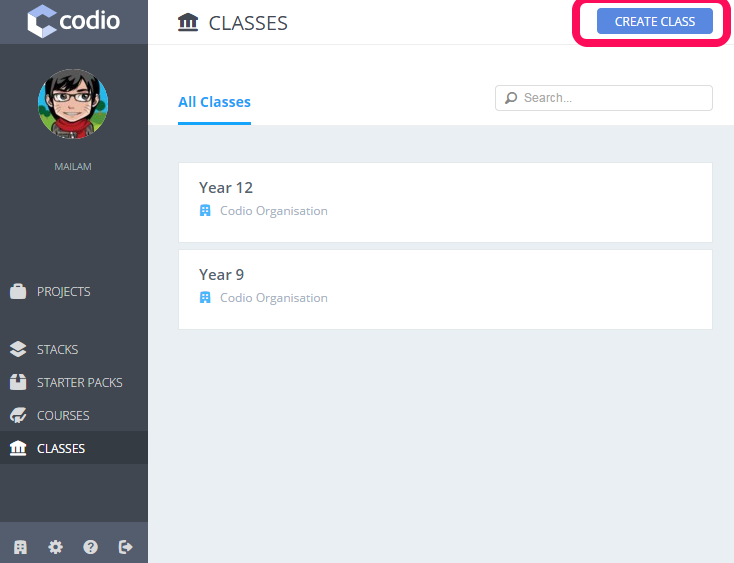 codio
CLASSES
CREATE CLASS
MAILAM
All Classes
Search...
Year 12
Codio Organisation
Year 9
Codio Organisation
PROJECTS
STACKS
STARTER PACKS
COURSES
CLASSES